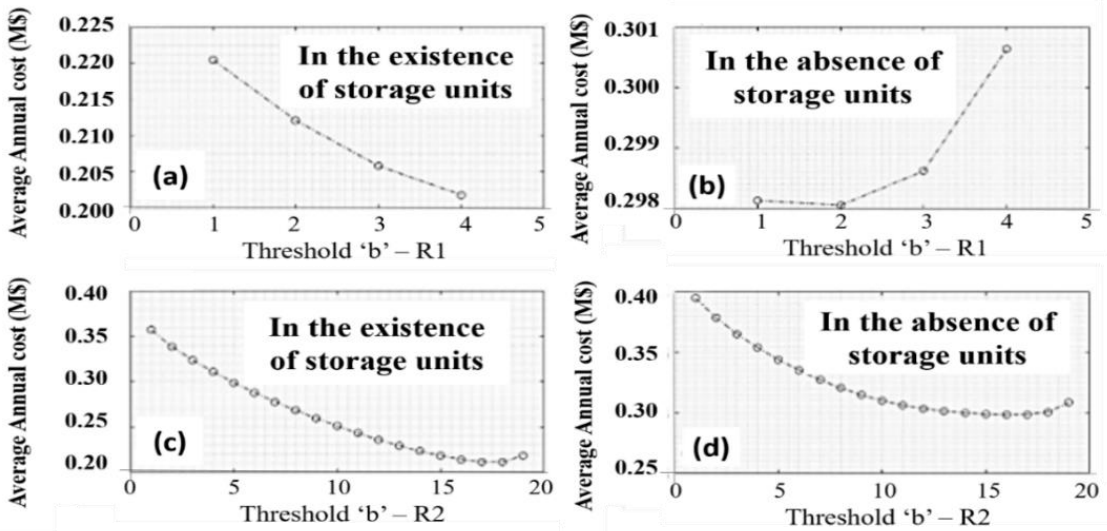 Average Annual cost (M$)
0.225
0.220
0.215
0.210
0.205
0.200
In the existence
of storage units
(a)
0 1 2 3 4 5
Threshold ‘b’ – R1
Average Annual cost (M$)
0.301
0.300
0.299
0.298
In the absence of
storage units
(b)
0 1 2 3 4 5
Threshold ‘b’ – R1
Average Annual cost (M$)
0.40
0.35
0.30
0.25
0.20
In the existence
of storage units
(c)
0 5 10 15 20
Threshold ‘b’ – R2
Average Annual cost (M$)
0.40
0.35
0.30
0.25
In the absence of
storage units
(d)
0 5 10 15 20
Threshold ‘b’ – R2